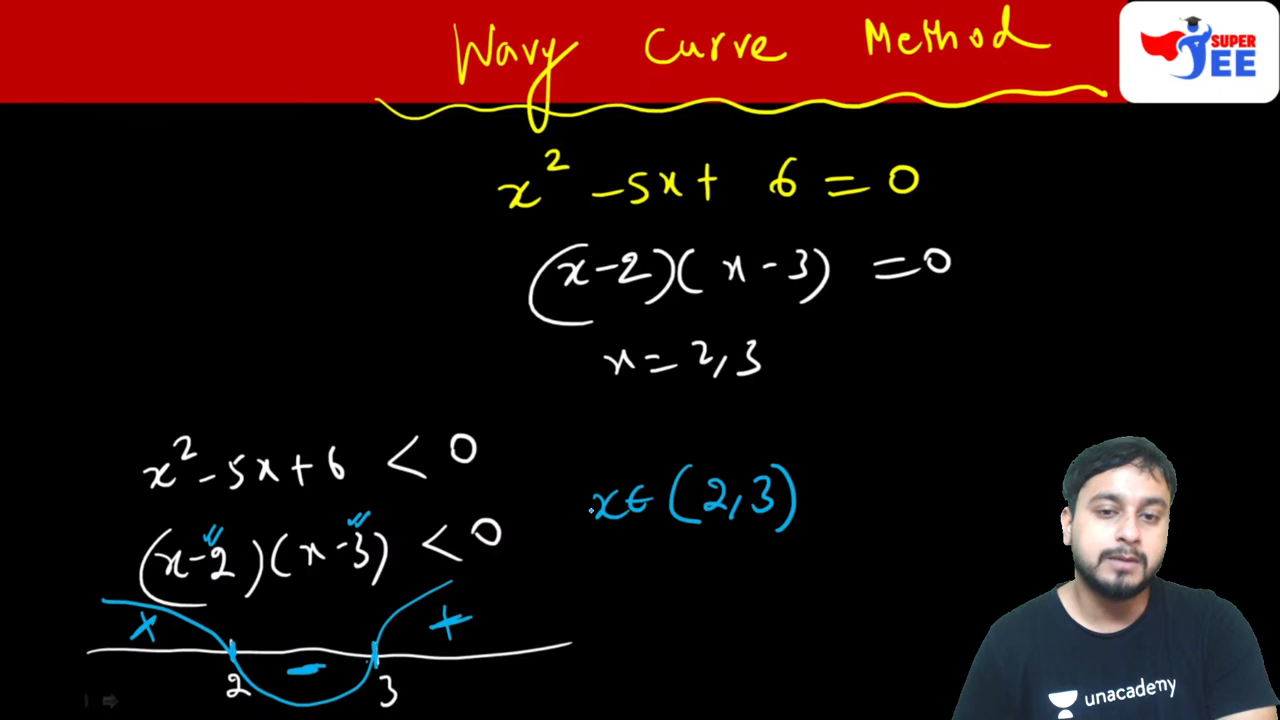 Wavy Curve Method
SUPER
JEE
x² - 5x + 6 = 0
(x-2)(x-3) = 0
x = 2,3
x² - 5x + 6 < 0
(x-2)(x-3) < 0
x ∈ (2,3)
+ - +
2 3
unacademy